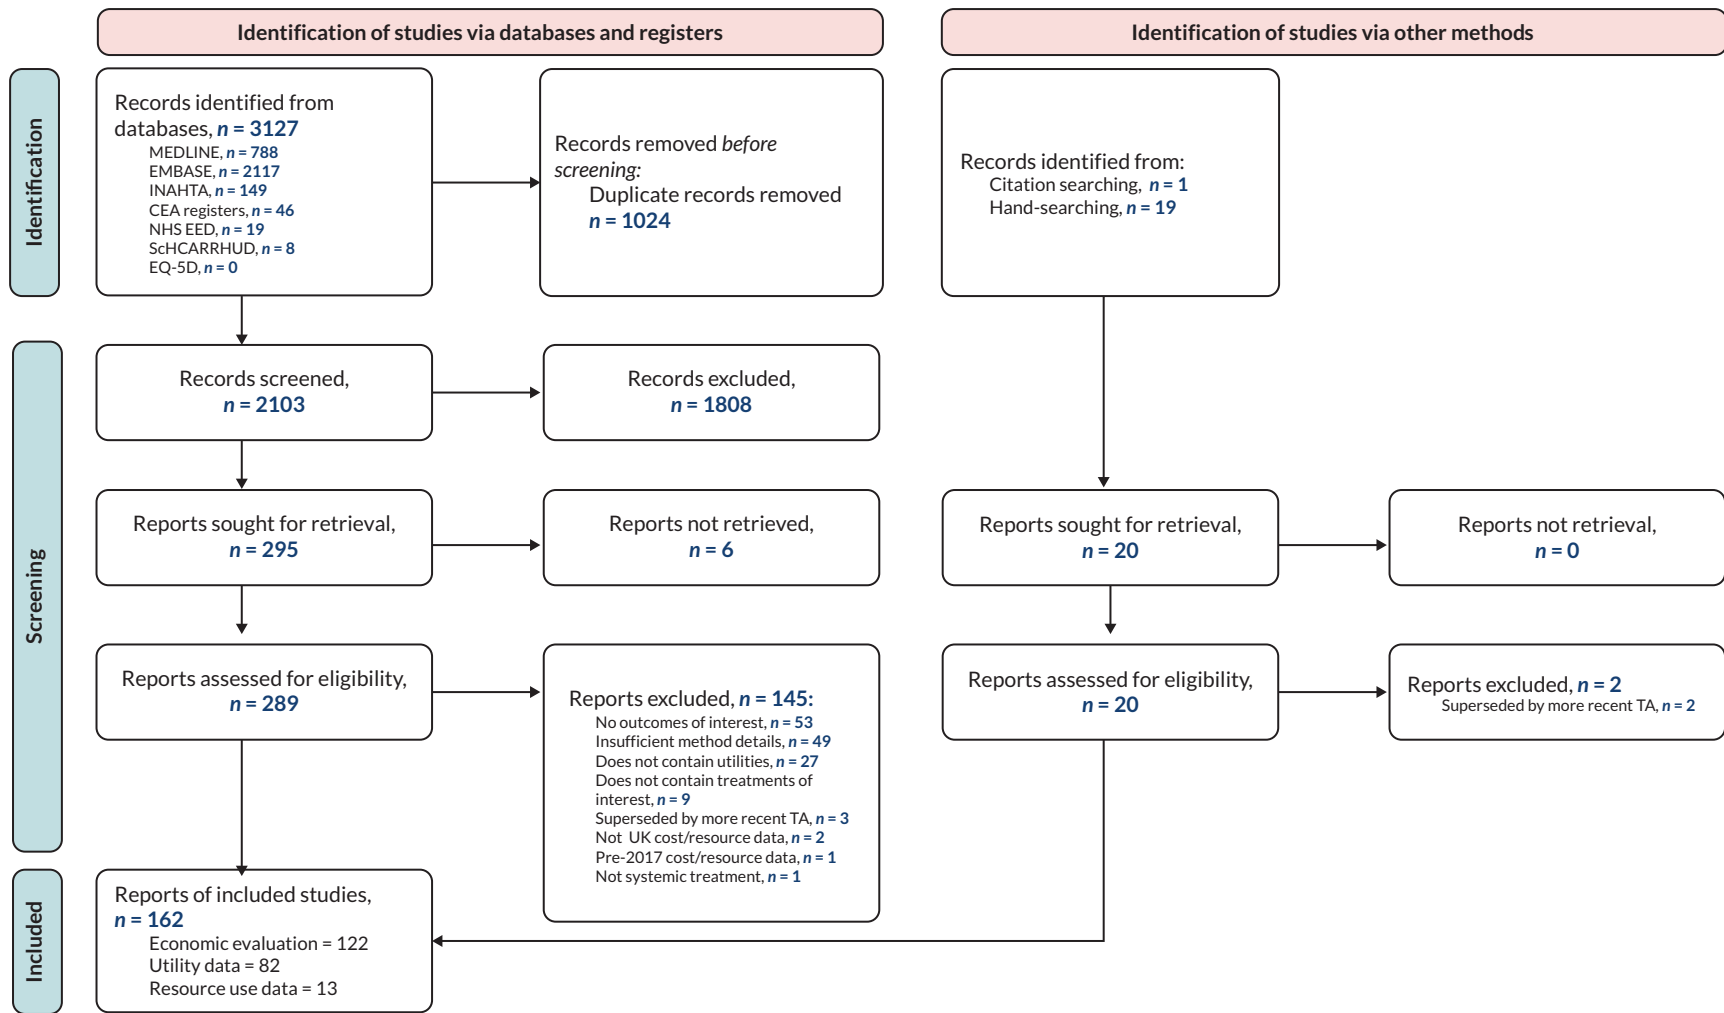 Identification of studies via databases and registers
Identification of studies via other methods
Identification
Records identified from
databases, n = 3127
MEDLINE, n = 788
EMBASE, n = 2117
INAHTA, n = 149
CEA registers, n = 46
NHS EED, n = 19
ScHCARRHUD, n = 8
EQ-5D, n = 0
Records removed before
screening:
Duplicate records removed
n = 1024
Records identified from:
Citation searching, n = 1
Hand-searching, n = 19
Screening
Records screened,
n = 2103
Records excluded,
n = 1808
Reports sought for retrieval,
n = 295
Reports not retrieved,
n = 6
Reports sought for retrieval,
n = 20
Reports not retrieval,
n = 0
Reports assessed for eligibility,
n = 289
Reports excluded, n = 145:
No outcomes of interest, n = 53
Insufficient method details, n = 49
Does not contain utilities, n = 27
Does not contain treatments of
interest, n = 9
Superseded by more recent TA, n = 3
Not UK cost/resource data, n = 2
Pre-2017 cost/resource data, n = 1
Not systemic treatment, n = 1
Reports assessed for eligibility,
n = 20
Reports excluded, n = 2
Superseded by more recent TA, n = 2
Included
Reports of included studies,
n = 162
Economic evaluation = 122
Utility data = 82
Resource use data = 13